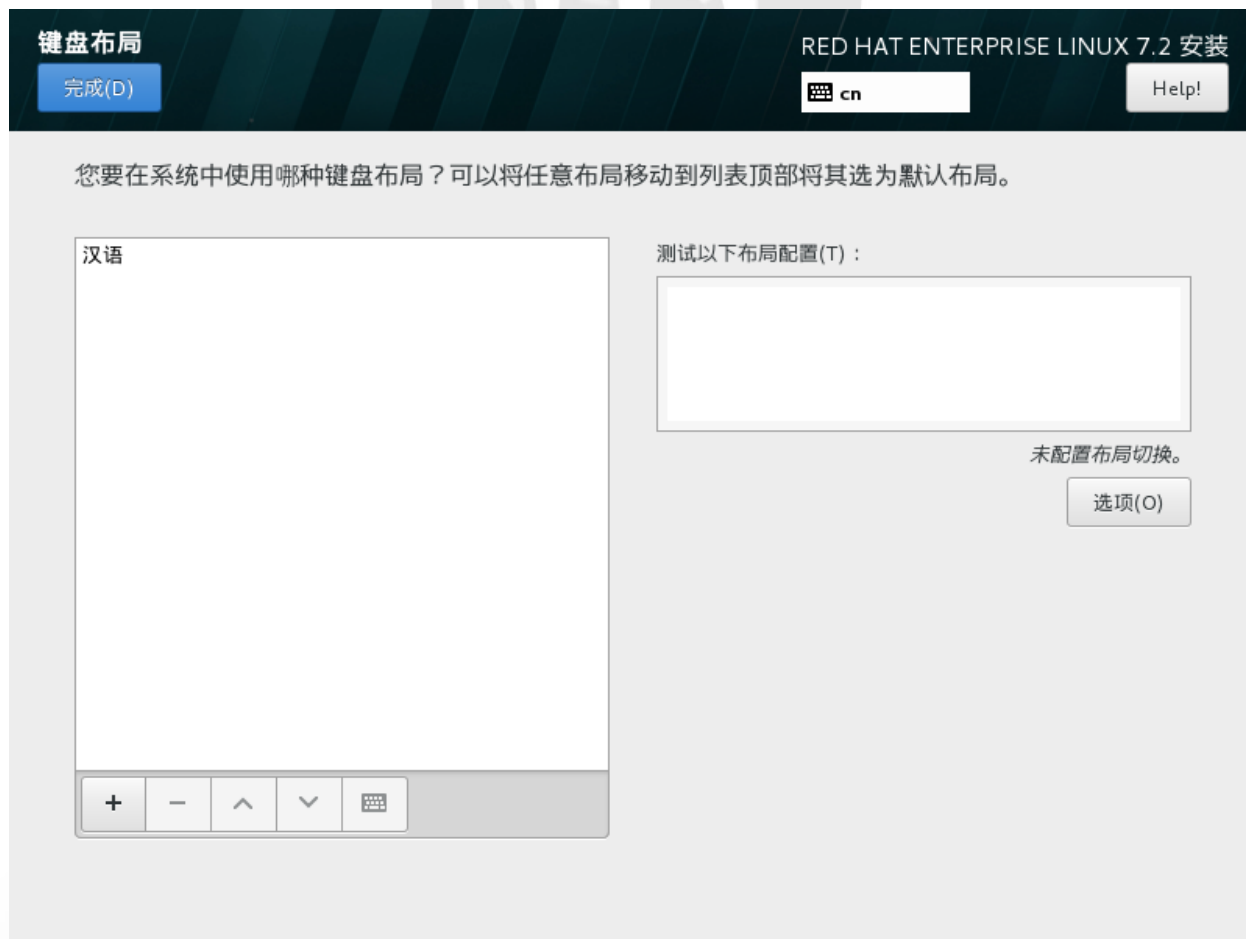 键盘布局
RED HAT ENTERPRISE LINUX 7.2 安装
完成(D)
cn
Help!
您要在系统中使用哪种键盘布局？可以将任意布局移动到列表顶部将其选为默认布局。
汉语
测试以下布局配置(T)：
未配置布局切换。
选项(O)